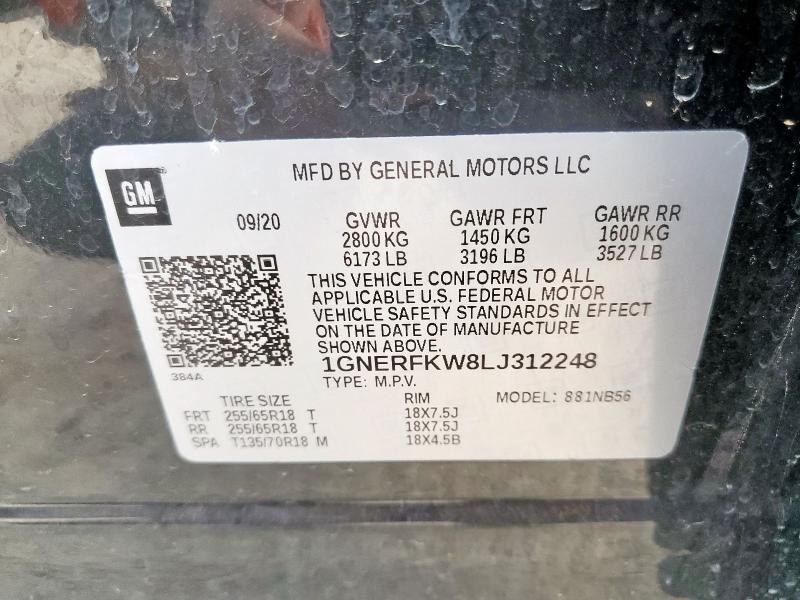 MFD BY GENERAL MOTORS LLC
GM
09/20 GVWR GAWR FRT GAWR RR
2800 KG 1450 KG 1600 KG
6173 LB 3196 LB 3527 LB
THIS VEHICLE CONFORMS TO ALL
APPLICABLE U.S. FEDERAL MOTOR
VEHICLE SAFETY STANDARDS IN EFFECT
ON THE DATE OF MANUFACTURE
SHOWN ABOVE.
1GNERFKW8LJ312248
384A
TYPE: M.P.V. MODEL: 881NB56
TIRE SIZE RIM
FRT 255/65R18 T 18X7.5J
RR 255/65R18 T 18X7.5J
SPA T135/70R18 M 18X4.5B